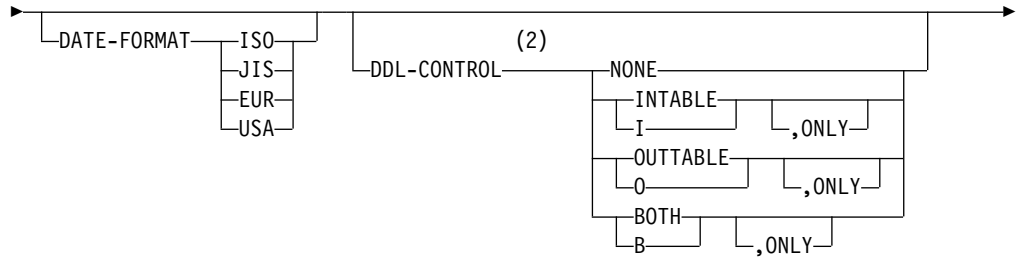 DATE-FORMAT ISO
JIS
EUR
USA
(2)
DDL-CONTROL NONE
INTABLE
I ,ONLY
OUTTABLE
O ,ONLY
BOTH
B ,ONLY